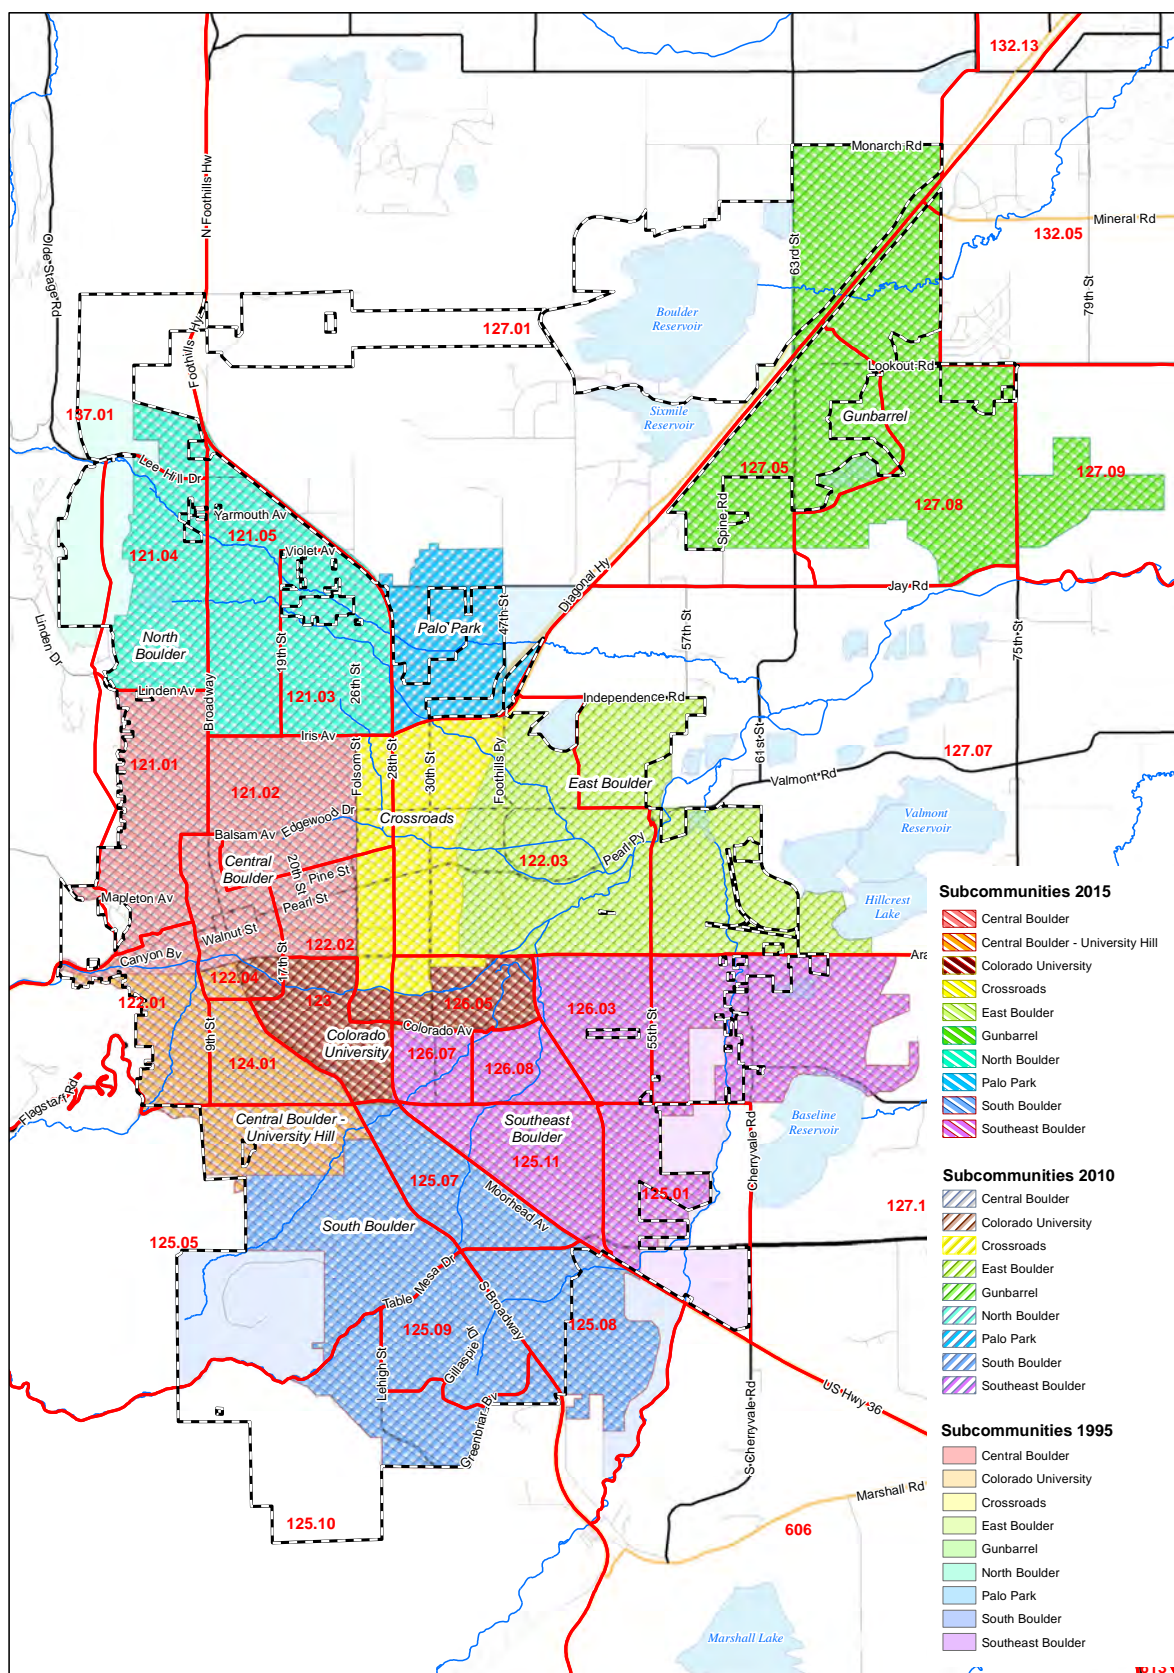 132.13
Monarch Rd
N Foothills Hw
Olde Stage Rd
63rd St
Mineral Rd
132.05
79th St
Boulder
Reservoir
127.01
Foothills Hy
Lookout Rd
Sixmile
Reservoir
Gunbarrel
137.01
Lee Hill Dr
127.05
127.09
127.08
Spine Rd
Yarmouth Av
121.05
Violet Av
121.04
Diagonal Hy
Jay Rd
47th St
57th St
Palo Park
75th St
Linden Dr
North
Boulder
19th St
26th St
Linden Av
121.03
Independence Rd
Broadway
61st St
Iris Av
127.07
121.01
Folsom St
28th St
30th St
Foothills Py
Valmont Rd
East Boulder
121.02
Edgewood Dr
Crossroads
Valmont
Reservoir
Balsam Av
Pearl Py
Central
Boulder
20th St
Pine St
122.03
Mapleton Av
Pearl St
Hillcrest
Lake
Walnut St
122.02
Canyon Bv
17th St
122.04
122.01
123
126.05
126.03
9th St
Colorado Av
Colorado
University
55th St
126.07
124.01
126.08
Flagstaff Rd
Central Boulder -
University Hill
Southeast
Boulder
Baseline
Reservoir
Cherryvale Rd
125.11
125.07
125.01
Moorhead Av
127.1
South Boulder
125.05
Table Mesa Dr
S Broadway
125.09
125.08
Gillaspie Dr
Lehigh St
Greenbriar Bv
US Hwy 36
S Cherryvale Rd
Marshall Rd
125.10
606
Marshall Lake
Subcommunities 2015
Central Boulder
Central Boulder - University Hill
Colorado University
Crossroads
East Boulder
Gunbarrel
North Boulder
Palo Park
South Boulder
Southeast Boulder
Subcommunities 2010
Central Boulder
Colorado University
Crossroads
East Boulder
Gunbarrel
North Boulder
Palo Park
South Boulder
Southeast Boulder
Subcommunities 1995
Central Boulder
Colorado University
Crossroads
East Boulder
Gunbarrel
North Boulder
Palo Park
South Boulder
Southeast Boulder